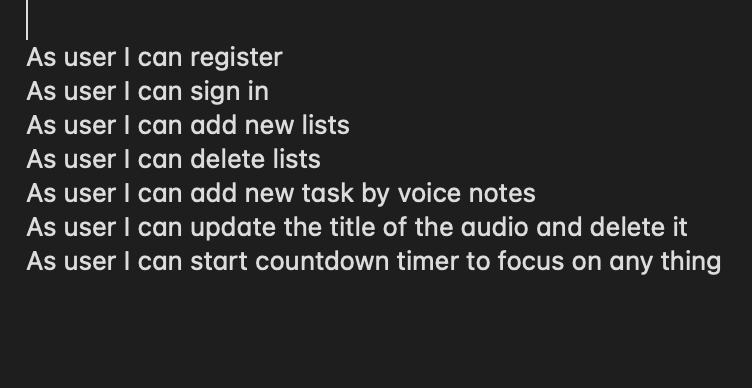 As user I can register
As user I can sign in
As user I can add new lists
As user I can delete lists
As user I can add new task by voice notes
As user I can update the title of the audio and delete it
As user I can start countdown timer to focus on any thing